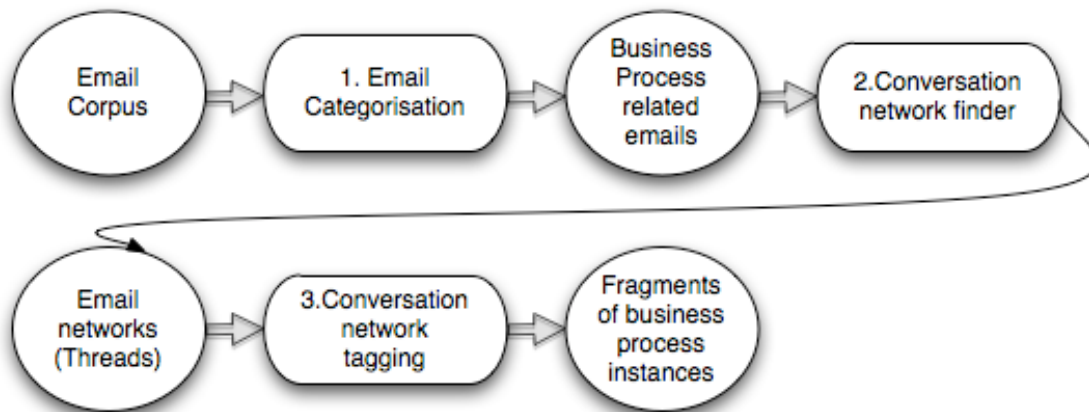 Email
Corpus
1. Email
Categorisation
Business
Process
related
emails
2.Conversation
network finder
Email
networks
(Threads)
3.Conversation
network
tagging
Fragments
of business
process
instances